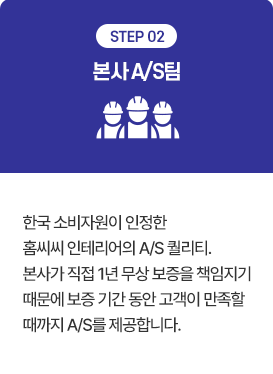 STEP 02
본사 A/S팀
한국 소비자원이 인정한
홈씨씨 인테리어의 A/S 퀄리티.
본사가 직접 1년 무상 보증을 책임지기
때문에 보증 기간 동안 고객이 만족할
때까지 A/S를 제공합니다.